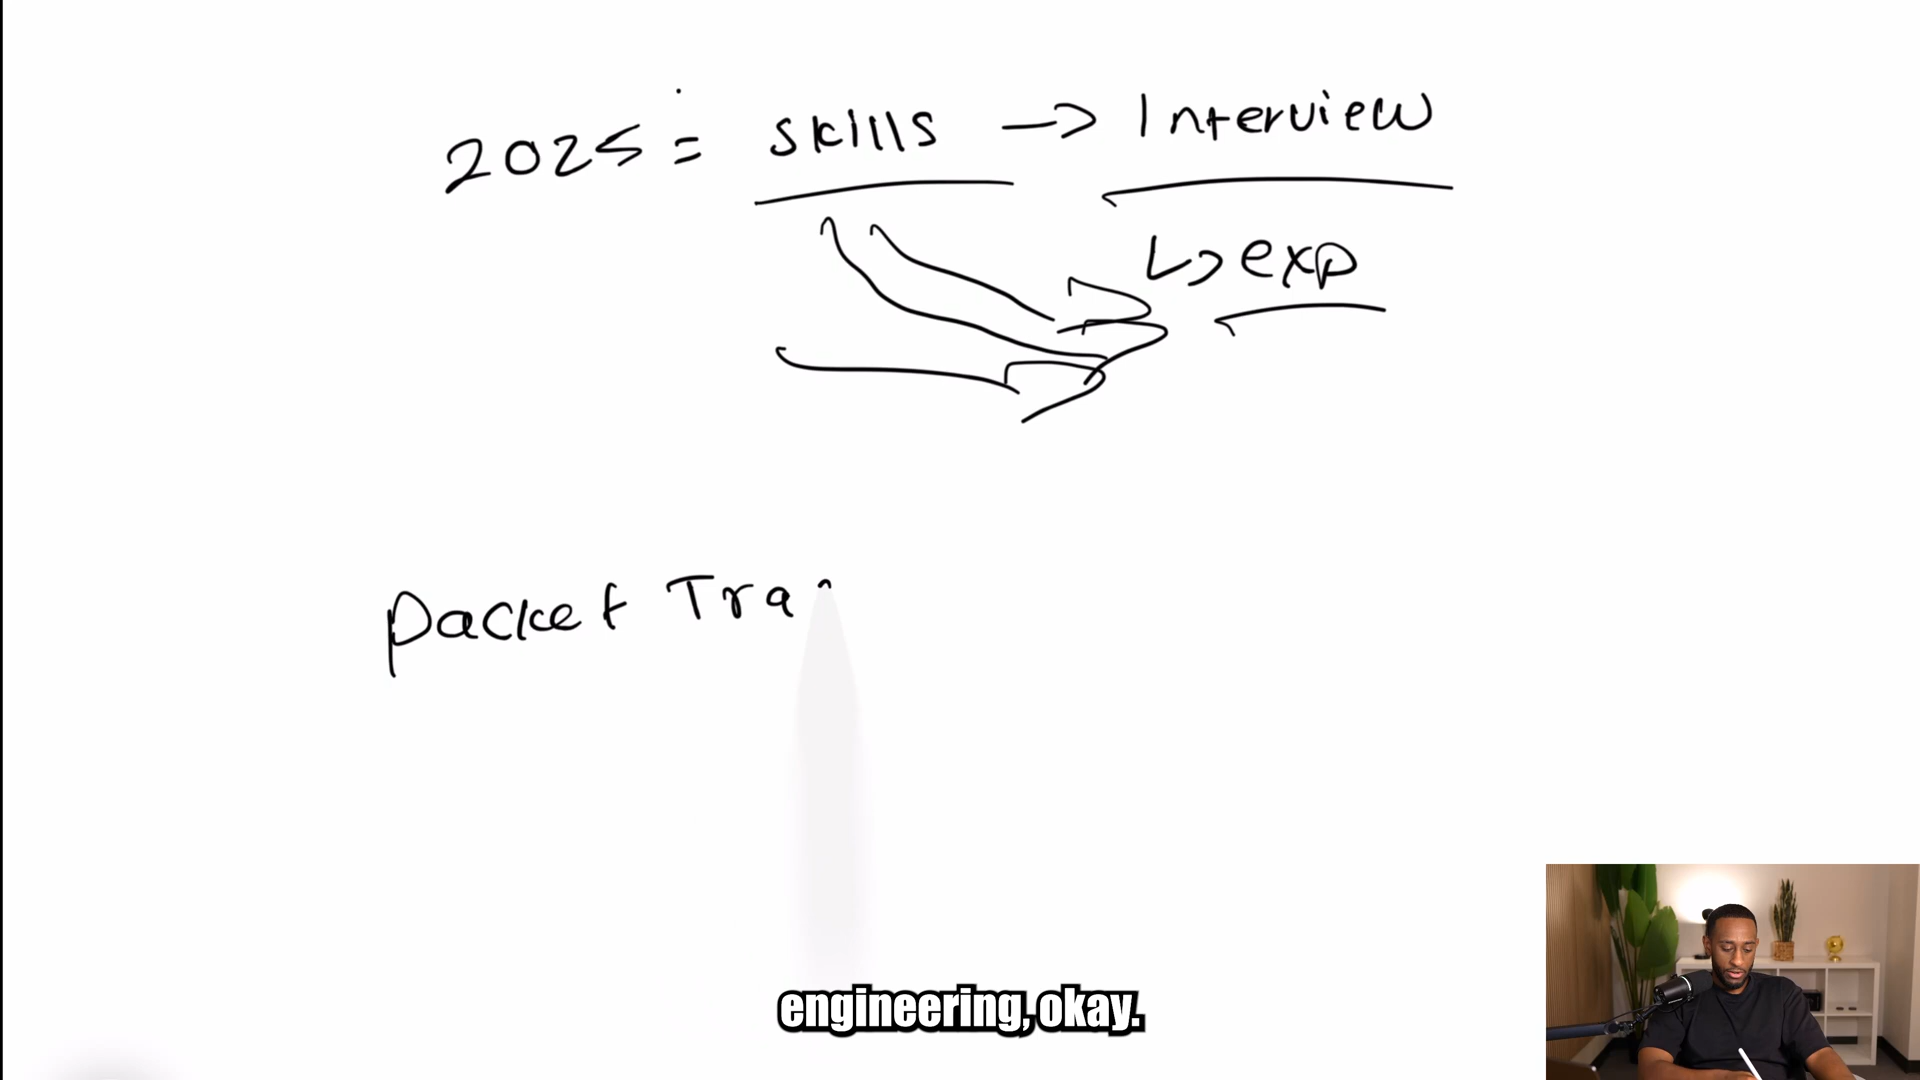 2025 = skills -> Interview
↳ exp
Packet Tra
engineering, okay.